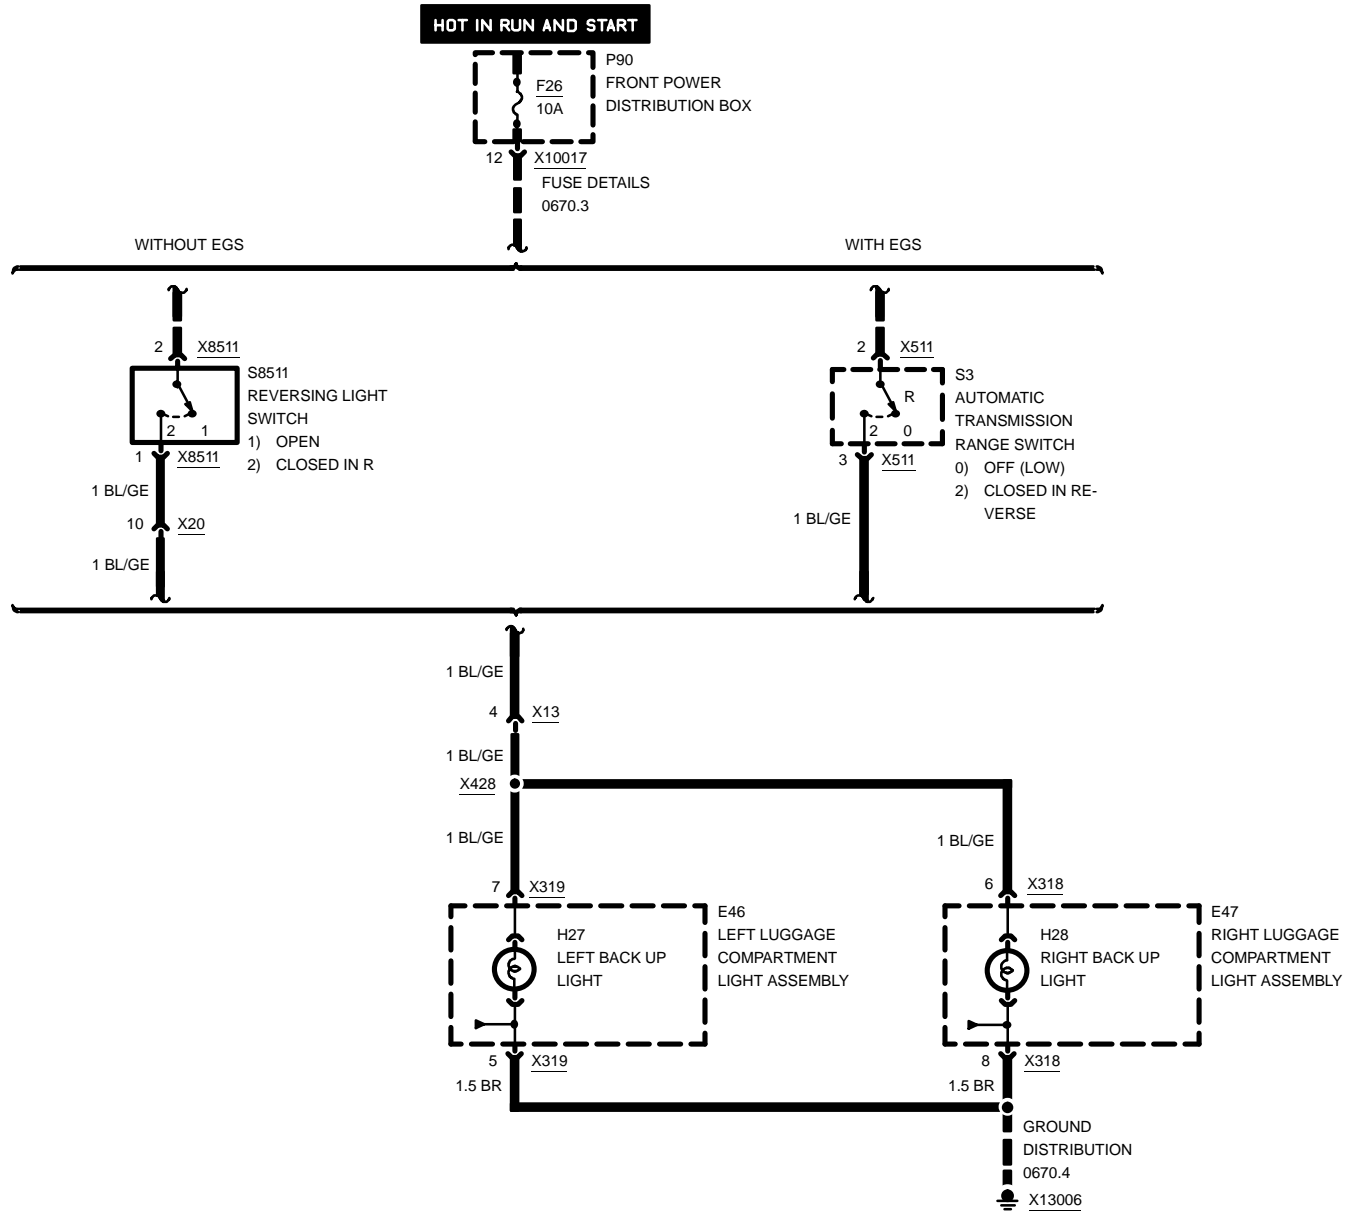 HOT IN RUN AND START
P90
FRONT POWER
DISTRIBUTION BOX
F26
10A
12 X10017
FUSE DETAILS
0670.3
WITHOUT EGS
WITH EGS
2 X8511
S8511
REVERSING LIGHT
SWITCH
1) OPEN
2) CLOSED IN R
2 1
1 X8511
1 BL/GE
10 X20
1 BL/GE
2 X511
S3
AUTOMATIC
TRANSMISSION
RANGE SWITCH
0) OFF (LOW)
2) CLOSED IN RE-
VERSE
R
2 0
3 X511
1 BL/GE
1 BL/GE
4 X13
1 BL/GE
X428
1 BL/GE
1 BL/GE
7 X319
E46
LEFT LUGGAGE
COMPARTMENT
LIGHT ASSEMBLY
H27
LEFT BACK UP
LIGHT
5 X319
1.5 BR
6 X318
E47
RIGHT LUGGAGE
COMPARTMENT
LIGHT ASSEMBLY
H28
RIGHT BACK UP
LIGHT
8 X318
1.5 BR
GROUND
DISTRIBUTION
0670.4
X13006